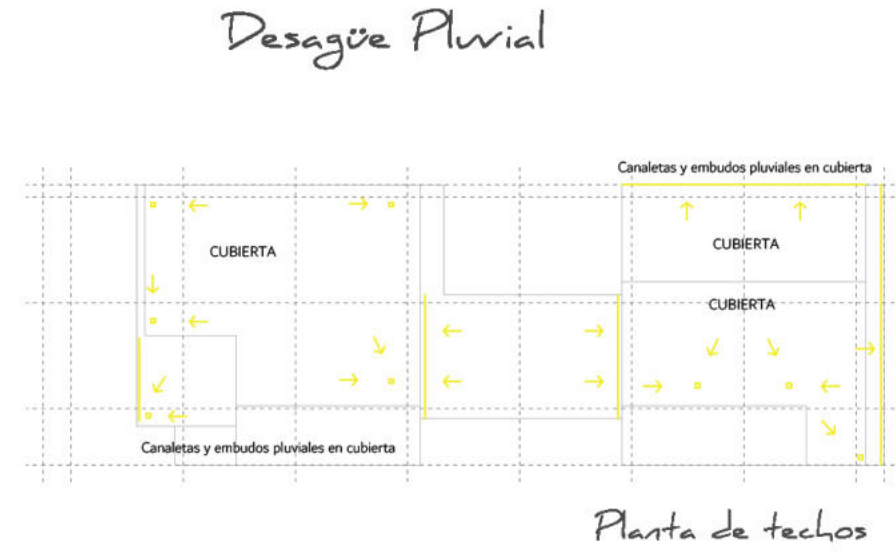 Desagüe Pluvial
Canaletas y embudos pluviales en cubierta
CUBIERTA
CUBIERTA
CUBIERTA
Canaletas y embudos pluviales en cubierta
Planta de techos